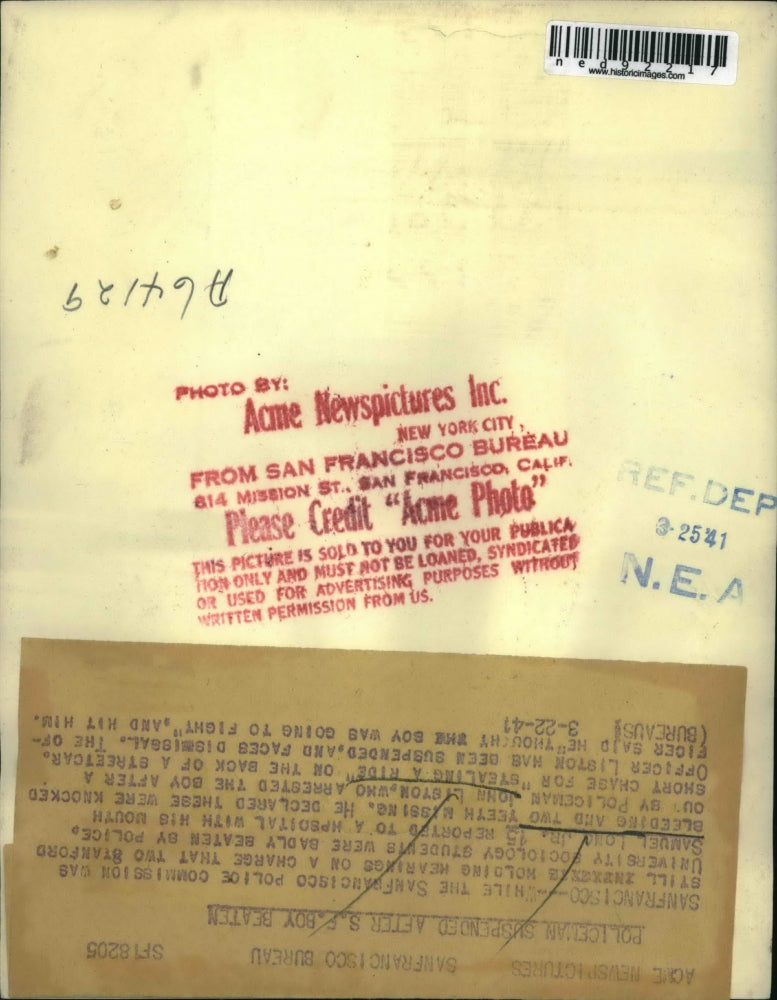 ned92217
www.historicimages.com
A64129
PHOTO BY:
Acme Newspictures Inc.
NEW YORK CITY,
FROM SAN FRANCISCO BUREAU
814 MISSION ST., SAN FRANCISCO, CALIF.
Please Credit "Acme Photo"
THIS PICTURE IS SOLD TO YOU FOR YOUR PUBLICA
TION ONLY AND MUST NOT BE LOANED, SYNDICATED
OR USED FOR ADVERTISING PURPOSES WITHOUT
WRITTEN PERMISSION FROM US.
REF. DEP
3-25 41
N.E.A
ACME NEWSPICTURES SANFRANCISCO BUREAU SF18205
POLICEMAN SUSPENDED AFTER S.F.BOY BEATEN
SANFRANCISCO--WHILE THE SANFRANCISCO POLICE COMMISSION WAS
STILL HOLDING HEARINGS ON A CHARGE THAT TWO STANFORD
UNIVERSITY SOCIOLOGY STUDENTS WERE BADLY BEATEN BY POLICE,
SAMUEL LONG, JR. 15 REPORTED TO A HPSOITAL WITH HIS MOUTH
BLEEDING AND TWO TEETH MISSING. HE DECLARED THESE WERE KNOCKED
OUT BY POLICEMAN JOHN LISTON,WHO ARRESTED THE BOY AFTER A
SHORT CHASE FOR "STEALING A RIDE" ON THE BACK OF A STREETCAR.
OFFICER LISTON HAS BEEN SUSPENDED,AND FACES DISMISSAL. THE OF-
FICER SAID HE"THOUGHT THE BOY WAS GOING TO FIGHT",AND HIT HIM.
(BUREAUS) 3-22-41